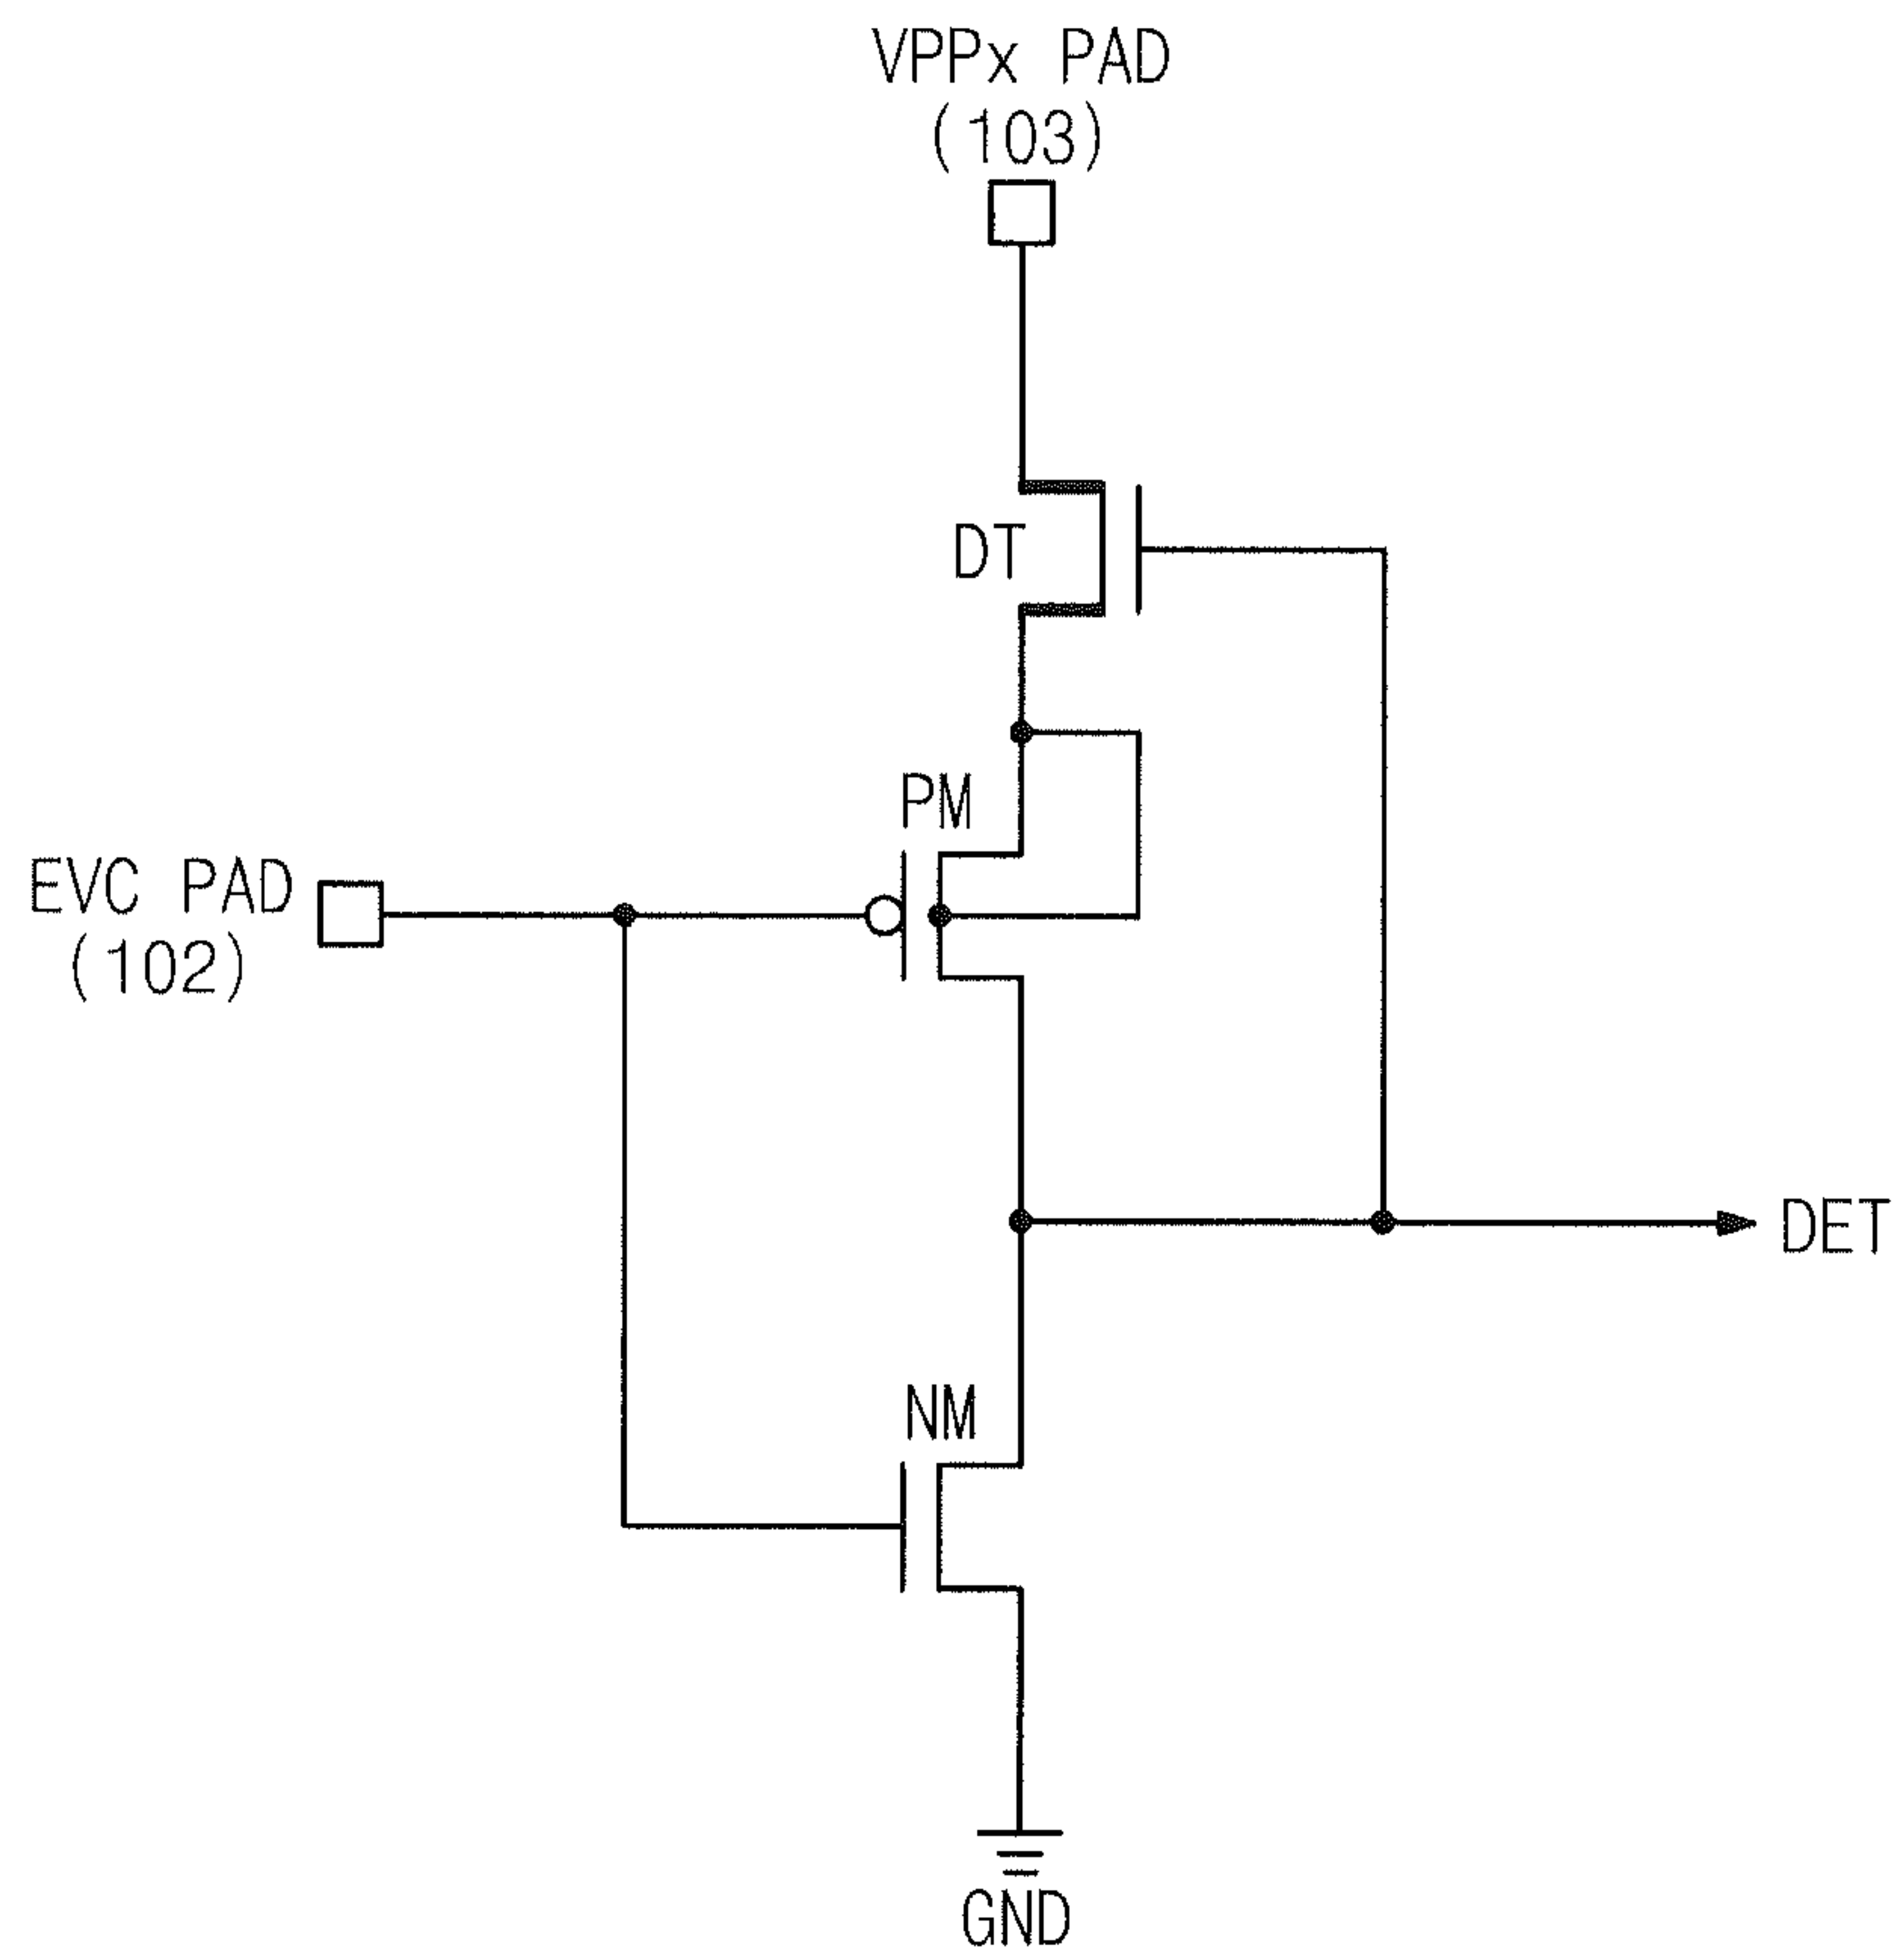 VPPx PAD
(103)
DT
PM
EVC PAD
(102)
DET
NM
GND